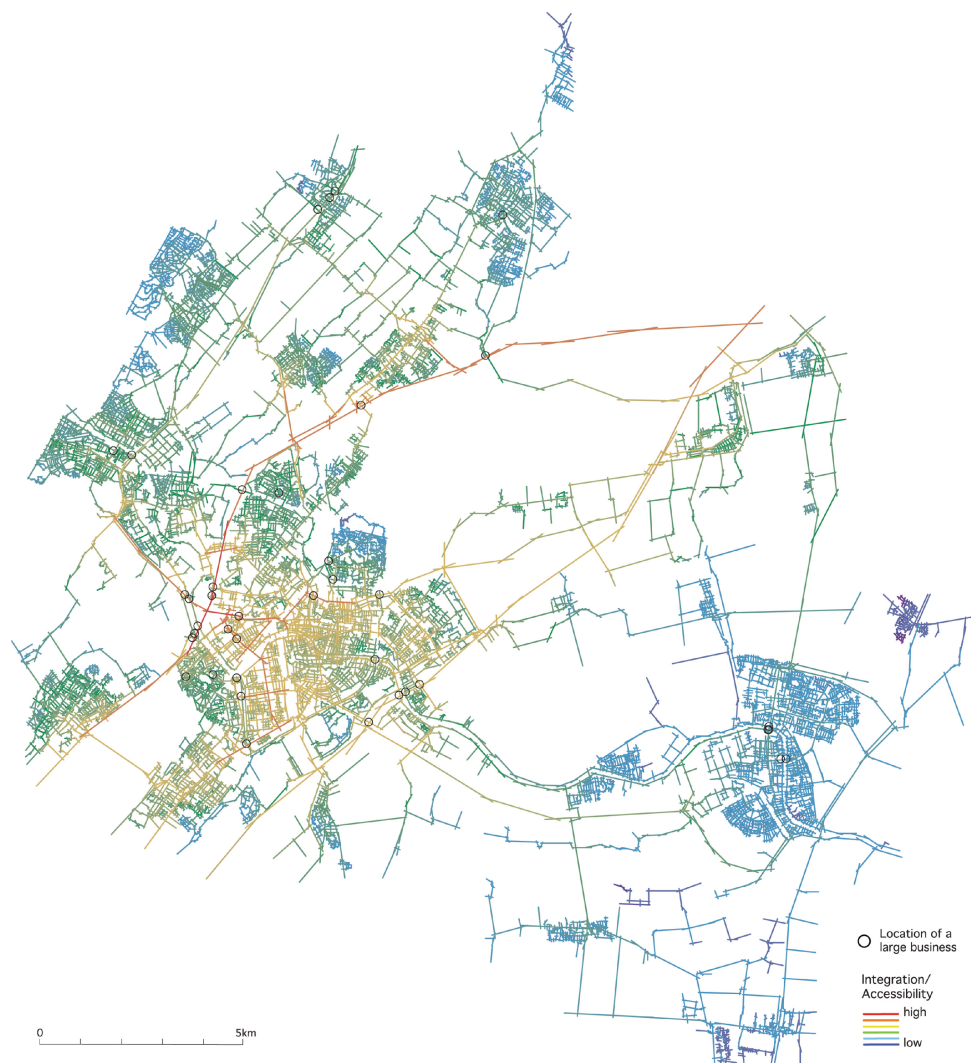 Location of a
large business
Integration/
Accessibility
high
low
0 5km